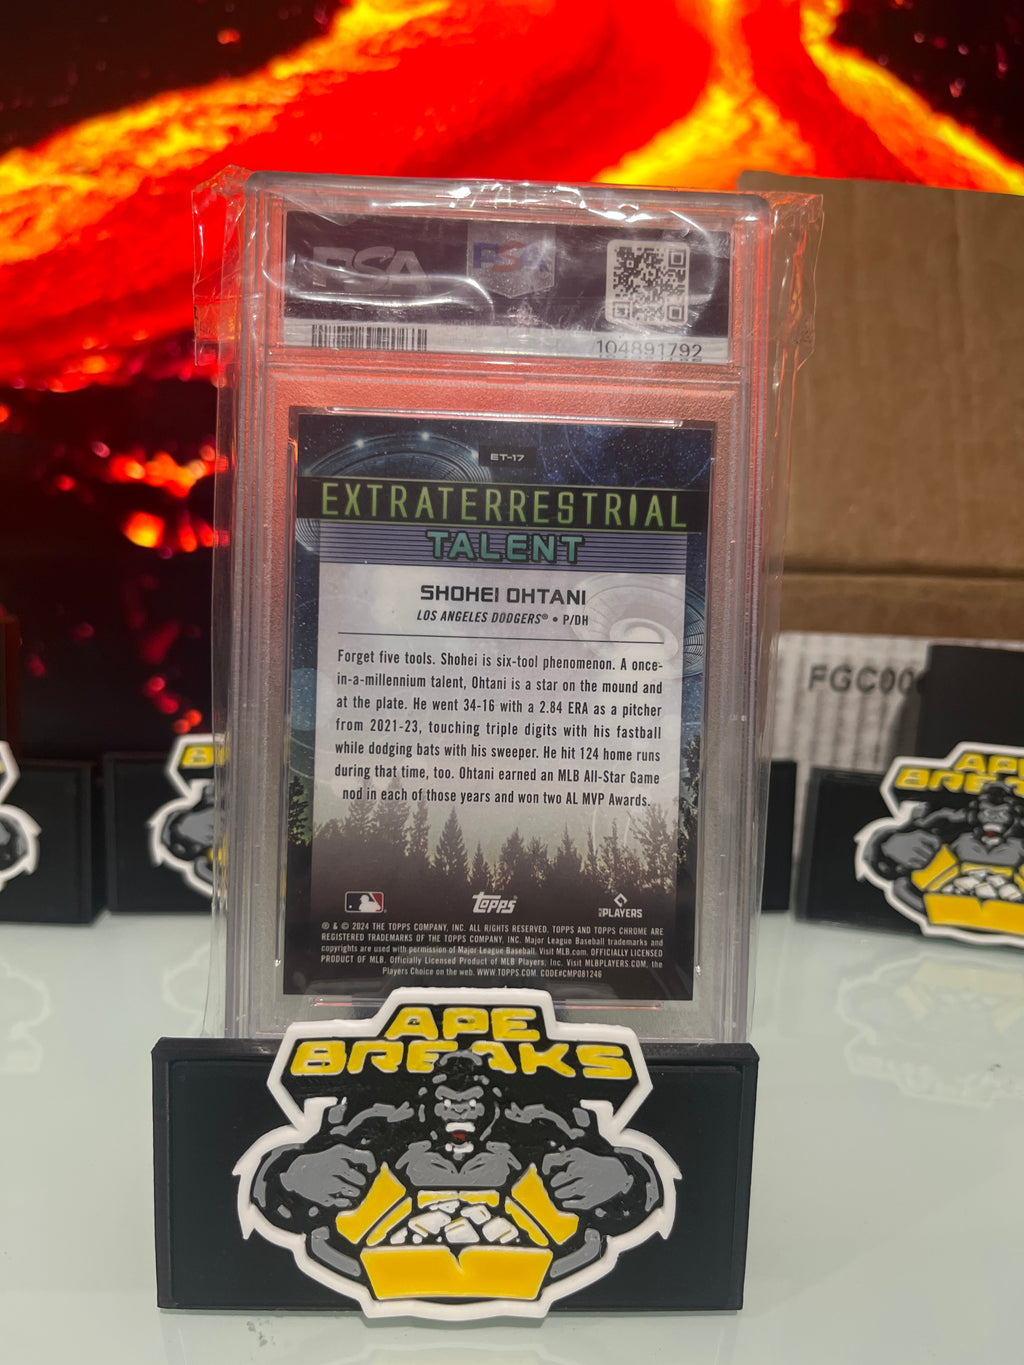 PSA
PSA
104891792
ET-17
EXTRATERRESTRIAL
TALENT
SHOHEI OHTANI
LOS ANGELES DODGERS® • P/DH
Forget five tools. Shohei is six-tool phenomenon. A once-
in-a-millennium talent, Ohtani is a star on the mound and
at the plate. He went 34-16 with a 2.84 ERA as a pitcher
from 2021-23, touching triple digits with his fastball
while dodging bats with his sweeper. He hit 124 home runs
during that time, too. Ohtani earned an MLB All-Star Game
nod in each of those years and won two AL MVP Awards.
Topps
PLAYERS
® & © 2024 THE TOPPS COMPANY, INC. ALL RIGHTS RESERVED. TOPPS AND TOPPS CHROME ARE
REGISTERED TRADEMARKS OF THE TOPPS COMPANY, INC. Major League Baseball trademarks and
copyrights are used with permission of Major League Baseball. Visit MLB.com. OFFICIALLY LICENSED
PRODUCT OF MLB. Officially Licensed Product of MLB Players, Inc. Visit MLBPLAYERS.COM, the
Players Choice on the web. WWW.TOPPS.COM. CODE#CMP081246
FGC00
APE
BREAKS
APE
BREAKS